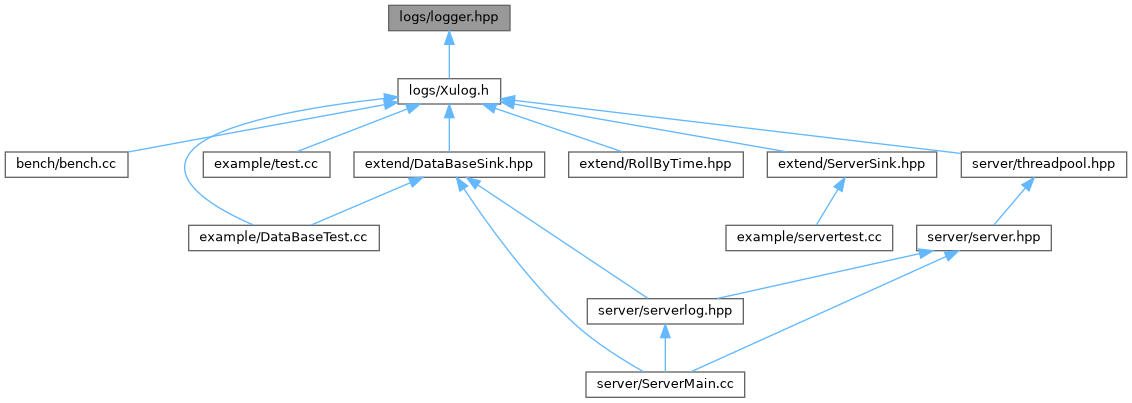 logs/logger.hpp
logs/Xulog.h
bench/bench.cc
example/test.cc
extend/DataBaseSink.hpp
extend/RollByTime.hpp
extend/ServerSink.hpp
server/threadpool.hpp
example/DataBaseTest.cc
example/servertest.cc
server/server.hpp
server/serverlog.hpp
server/ServerMain.cc